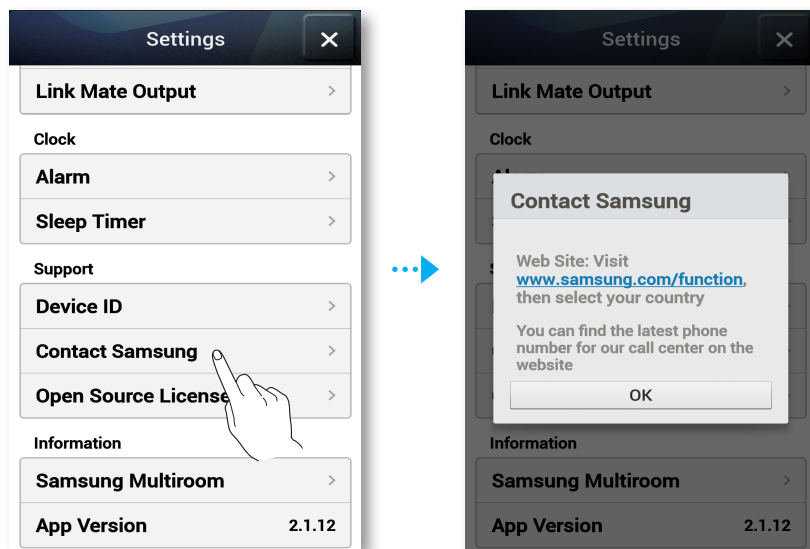 Settings
Link Mate Output
Clock
Alarm
Sleep Timer
Support
Device ID
Contact Samsung
Open Source License
Information
Samsung Multiroom
App Version 2.1.12
Settings
Link Mate Output
Clock
Contact Samsung
Web Site: Visit
www.samsung.com/function,
then select your country
You can find the latest phone
number for our call center on the
website
OK
Information
Samsung Multiroom
App Version 2.1.12